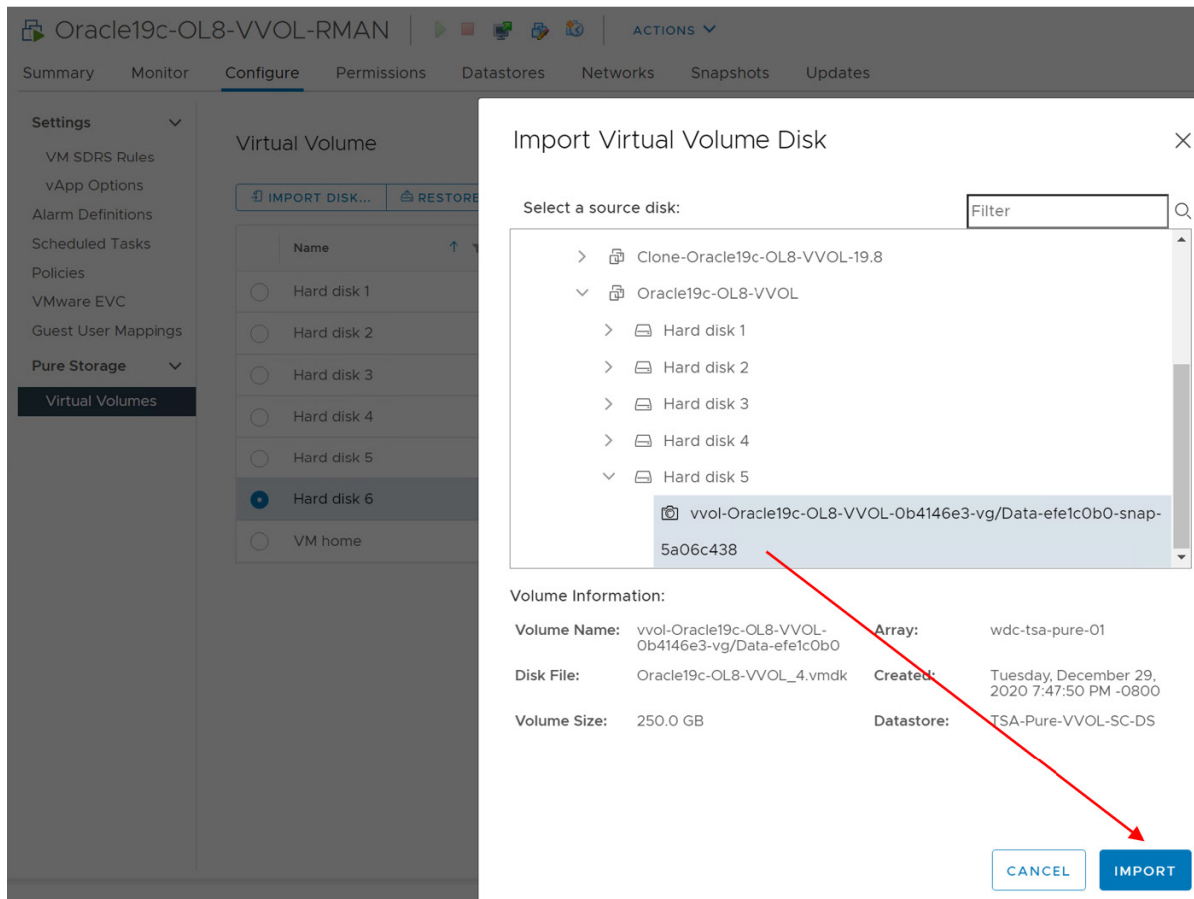 Oracle19c-OL8-VVOL-RMAN
ACTIONS
Summary Monitor Configure Permissions Datastores Networks Snapshots Updates
Settings
VM SDRS Rules
vApp Options
Alarm Definitions
Scheduled Tasks
Policies
VMware EVC
Guest User Mappings
Pure Storage
Virtual Volumes
Virtual Volume
IMPORT DISK... RESTORE
Name
Hard disk 1
Hard disk 2
Hard disk 3
Hard disk 4
Hard disk 5
Hard disk 6
VM home
Import Virtual Volume Disk
Select a source disk:
Filter
Clone-Oracle19c-OL8-VVOL-19.8
Oracle19c-OL8-VVOL
Hard disk 1
Hard disk 2
Hard disk 3
Hard disk 4
Hard disk 5
vvol-Oracle19c-OL8-VVOL-0b4146e3-vg/Data-efe1c0b0-snap-
5a06c438
Volume Information:
Volume Name: vvol-Oracle19c-OL8-VVOL-
0b4146e3-vg/Data-efe1c0b0
Array: wdc-tsa-pure-01
Disk File: Oracle19c-OL8-VVOL_4.vmdk
Created: Tuesday, December 29,
2020 7:47:50 PM -0800
Volume Size: 250.0 GB
Datastore: TSA-Pure-VVOL-SC-DS
CANCEL IMPORT